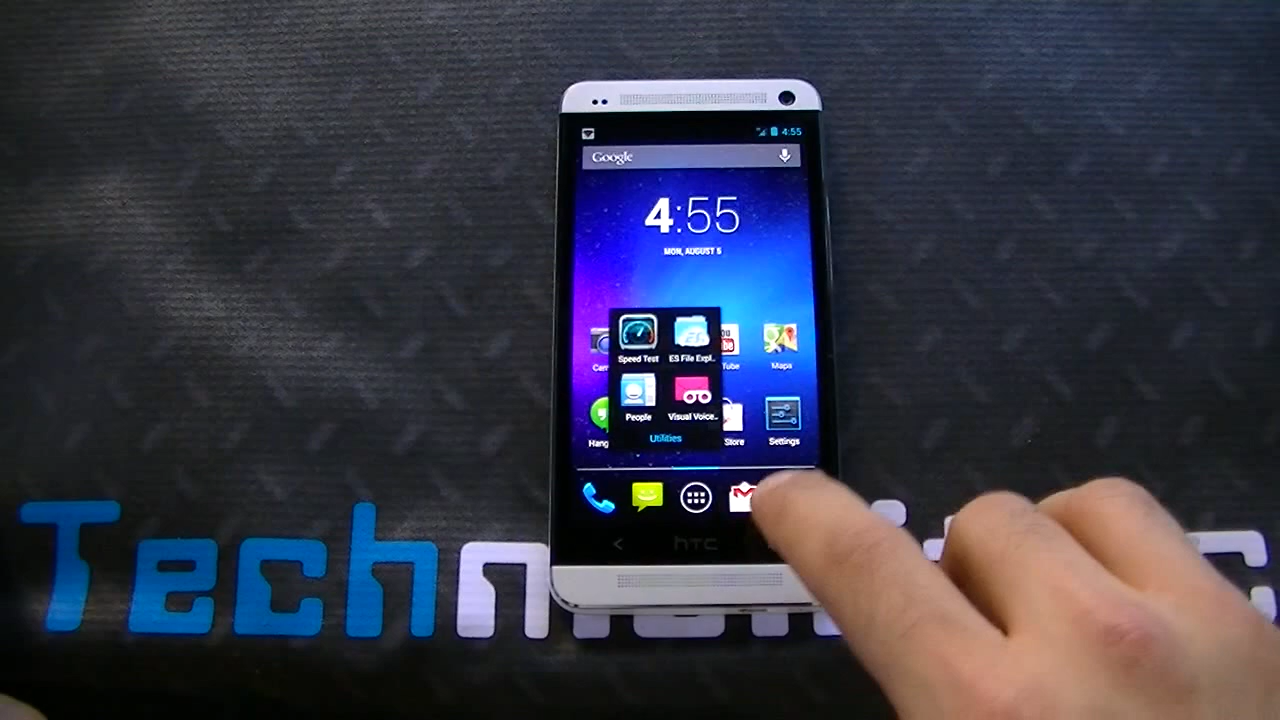 4:55
Google
4:55
MON, AUGUST 5
Speed Test
ES File Expl..
Tube
Maps
People
Visual Voice..
Store
Settings
Utilities
hTC